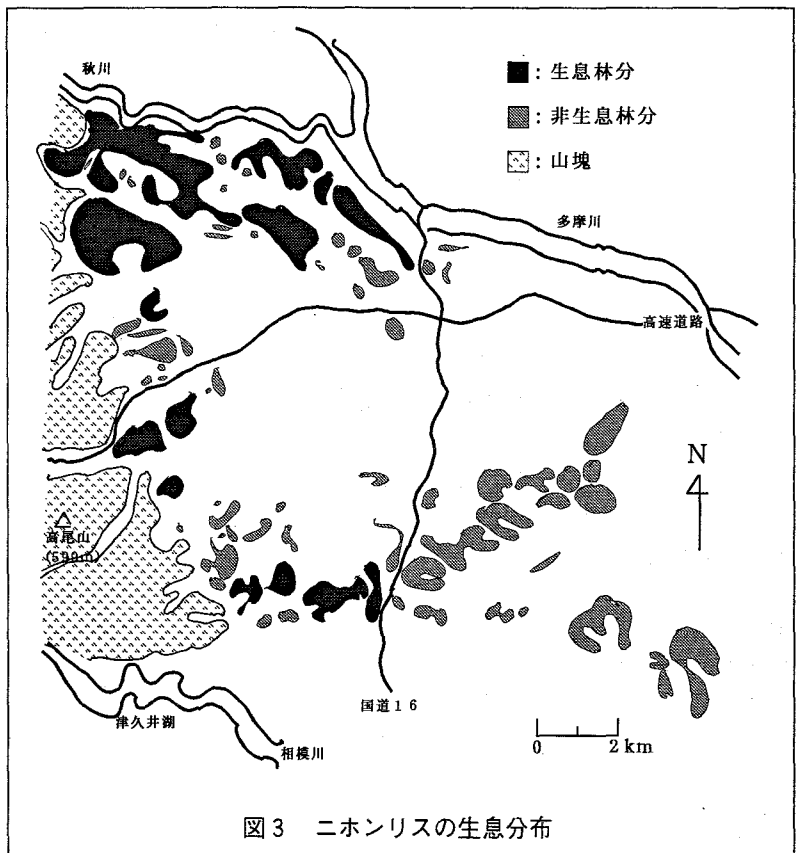 秋川
：生息林分
：非生息林分
：山塊
多摩川
高速道路
N
高尾山
(599m)
国道16
津久井湖
相模川
0 2km
図3 ニホンリスの生息分布